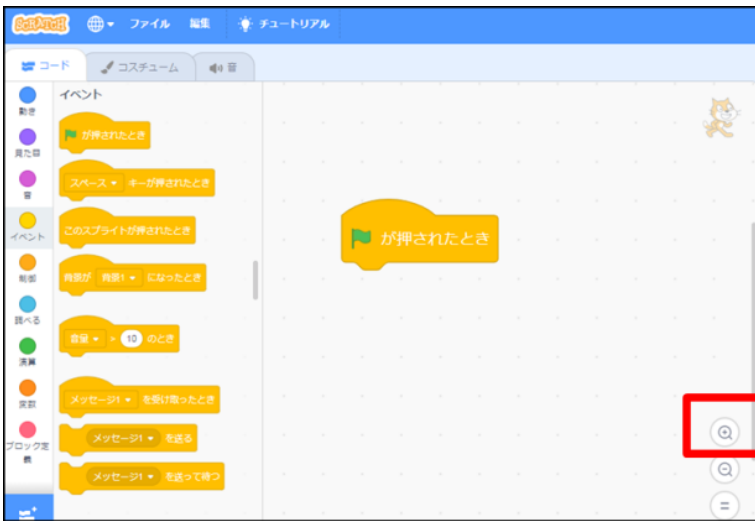 SCRATCH ファイル 編集 チュートリアル
コード コスチューム 音
動き
見た目
音
イベント
制御
調べる
演算
変数
ブロック定義
イベント
が押されたとき
スペース キーが押されたとき
このスプライトが押されたとき
背景が 背景1 になったとき
音量 > 10 のとき
メッセージ1 を受け取ったとき
メッセージ1 を送る
メッセージ1 を送って待つ
が押されたとき